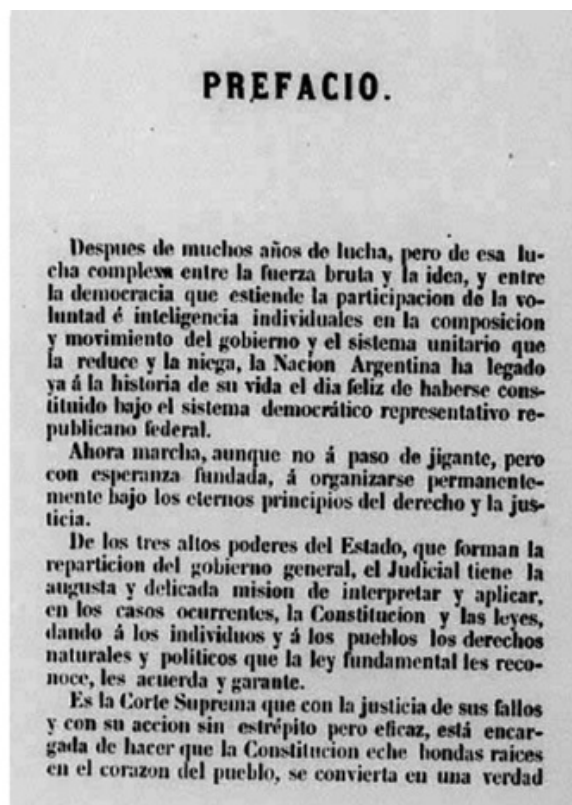 PREFACIO.
Despues de muchos años de lucha, pero de esa lu-
cha complexa entre la fuerza bruta y la idea, y entre
la democracia que estiende la participacion de la vo-
luntad é inteligencia individuales en la composicion
y movimiento del gobierno y el sistema unitario que
la reduce y la niega, la Nacion Argentina ha legado
ya á la historia de su vida el dia feliz de haberse cons-
tituido bajo el sistema democrático representativo re-
publicano federal.
Ahora marcha, aunque no á paso de jigante, pero
con esperanza fundada, á organizarse permanente-
mente bajo los eternos principios del derecho y la jus-
ticia.
De los tres altos poderes del Estado, que forman la
reparticion del gobierno general, el Judicial tiene la
augusta y delicada mision de interpretar y aplicar,
en los casos ocurrentes, la Constitucion y las leyes,
dando á los individuos y á los pueblos los derechos
naturales y politicos que la ley fundamental les reco-
noce, les acuerda y garante.
Es la Corte Suprema que con la justicia de sus fallos
y con su accion sin estrépito pero eficaz, está encar-
gada de hacer que la Constitucion eche hondas raices
en el corazon del pueblo, se convierta en una verdad